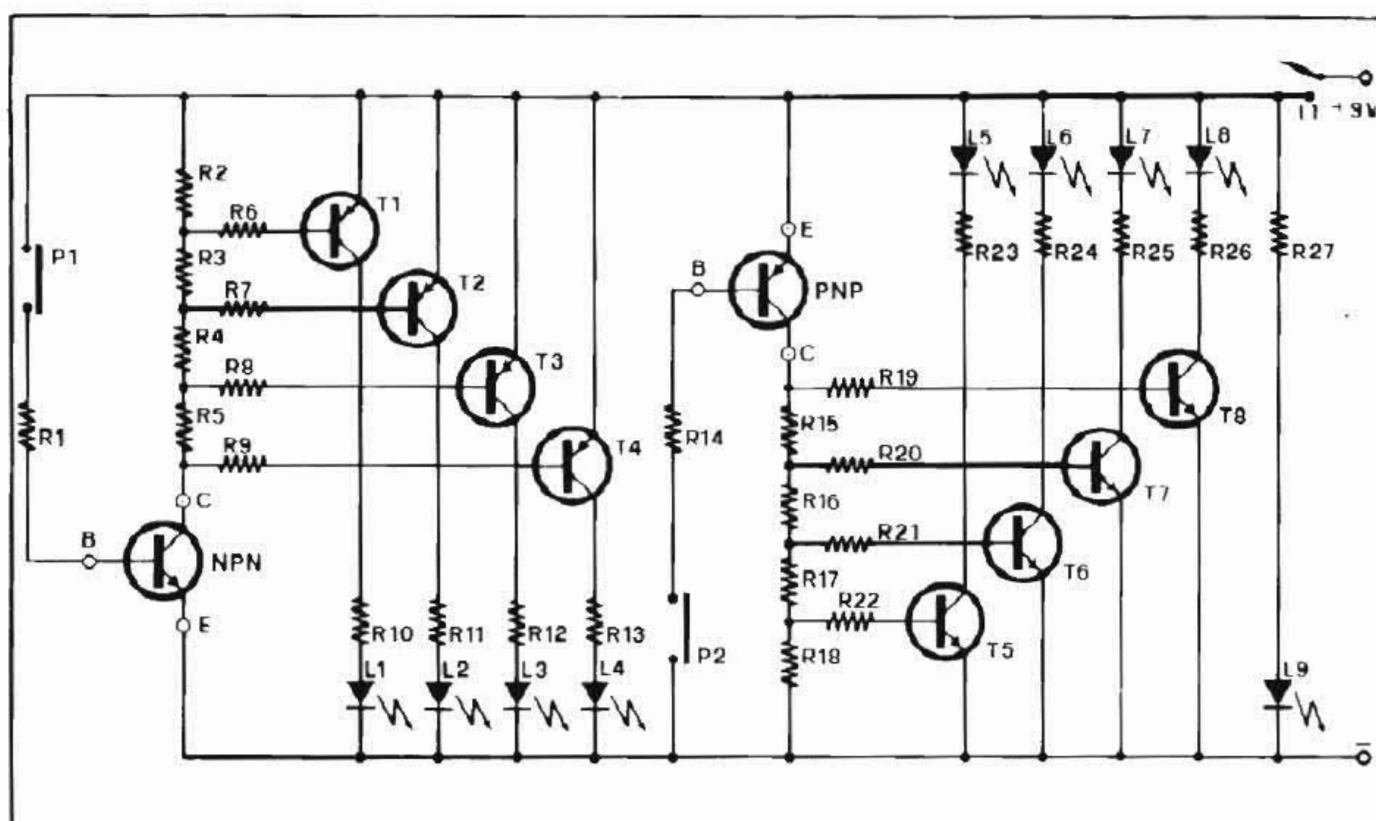 I1 +9V
L5 L6 L7 L8
R2
T1
R6
E
P1
R3
R23 R24 R25 R26 R27
T2
B
PNP
R7
R4
C
T3
R8
R19
R5
R15
T8
R1
R9
T4
R14
R20
C
R16
T7
B
R21
NPN
R17
T6
R22
E
R10 R11 R12 R13
P2
R18
T5
L1 L2 L3 L4
L9
−